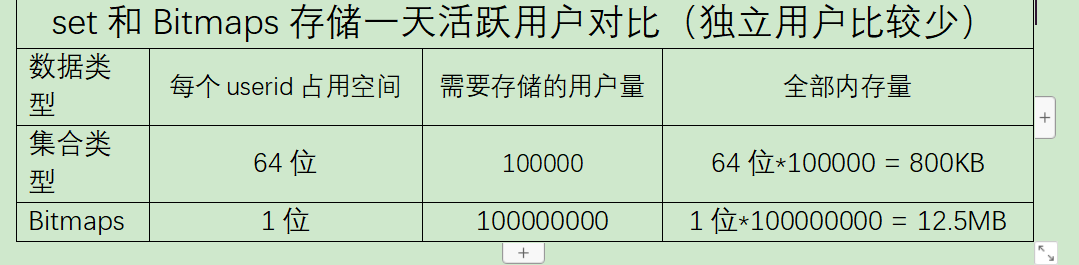 set 和 Bitmaps 存储一天活跃用户对比（独立用户比较少）
数据类型 每个 userid 占用空间 需要存储的用户量 全部内存量
集合类型 64 位 100000 64 位*100000 = 800KB
Bitmaps 1 位 100000000 1 位*100000000 = 12.5MB